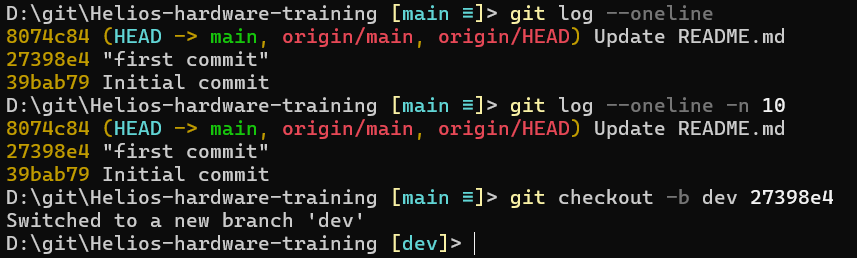 D:\git\Helios-hardware-training [main ≡]> git log --oneline
8074c84 (HEAD -> main, origin/main, origin/HEAD) Update README.md
27398e4 "first commit"
39bab79 Initial commit
D:\git\Helios-hardware-training [main ≡]> git log --oneline -n 10
8074c84 (HEAD -> main, origin/main, origin/HEAD) Update README.md
27398e4 "first commit"
39bab79 Initial commit
D:\git\Helios-hardware-training [main ≡]> git checkout -b dev 27398e4
Switched to a new branch 'dev'
D:\git\Helios-hardware-training [dev]>